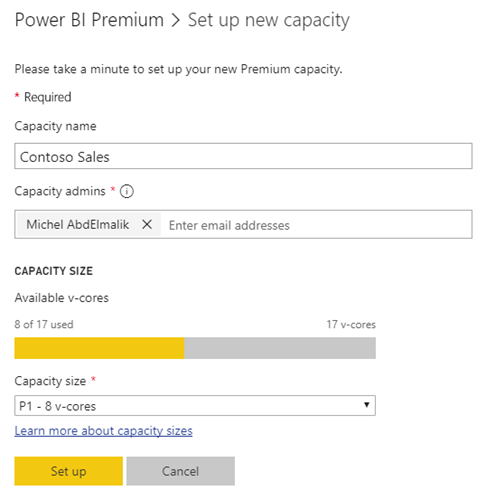 Power BI Premium > Set up new capacity
Please take a minute to set up your new Premium capacity.
* Required
Capacity name
Contoso Sales
Capacity admins *
Michel AbdElmalik Enter email addresses
CAPACITY SIZE
Available v-cores
8 of 17 used 17 v-cores
Capacity size *
P1 - 8 v-cores
Learn more about capacity sizes
Set up Cancel